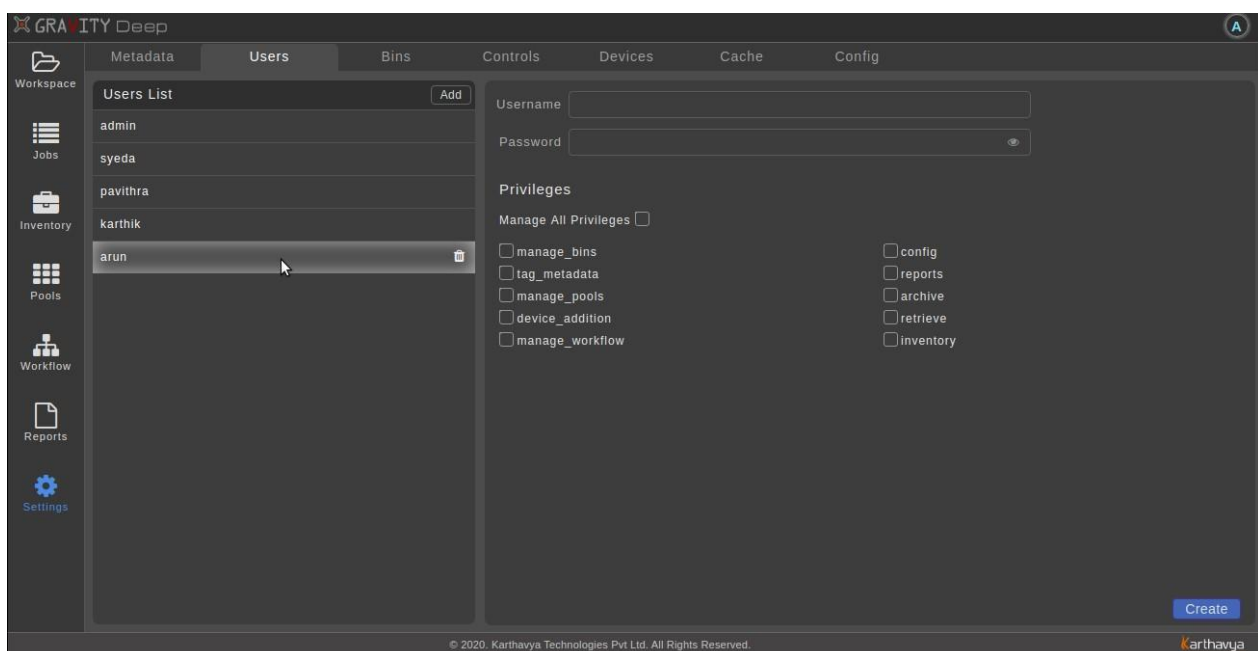 GRAVITY Deep
A
Metadata Users Bins Controls Devices Cache Config
Workspace
Jobs
Inventory
Pools
Workflow
Reports
Settings
Users List Add
admin
syeda
pavithra
karthik
arun
Username
Password
Privileges
Manage All Privileges
manage_bins config
tag_metadata reports
manage_pools archive
device_addition retrieve
manage_workflow inventory
Create
© 2020. Karthavya Technologies Pvt Ltd. All Rights Reserved.
Karthavya